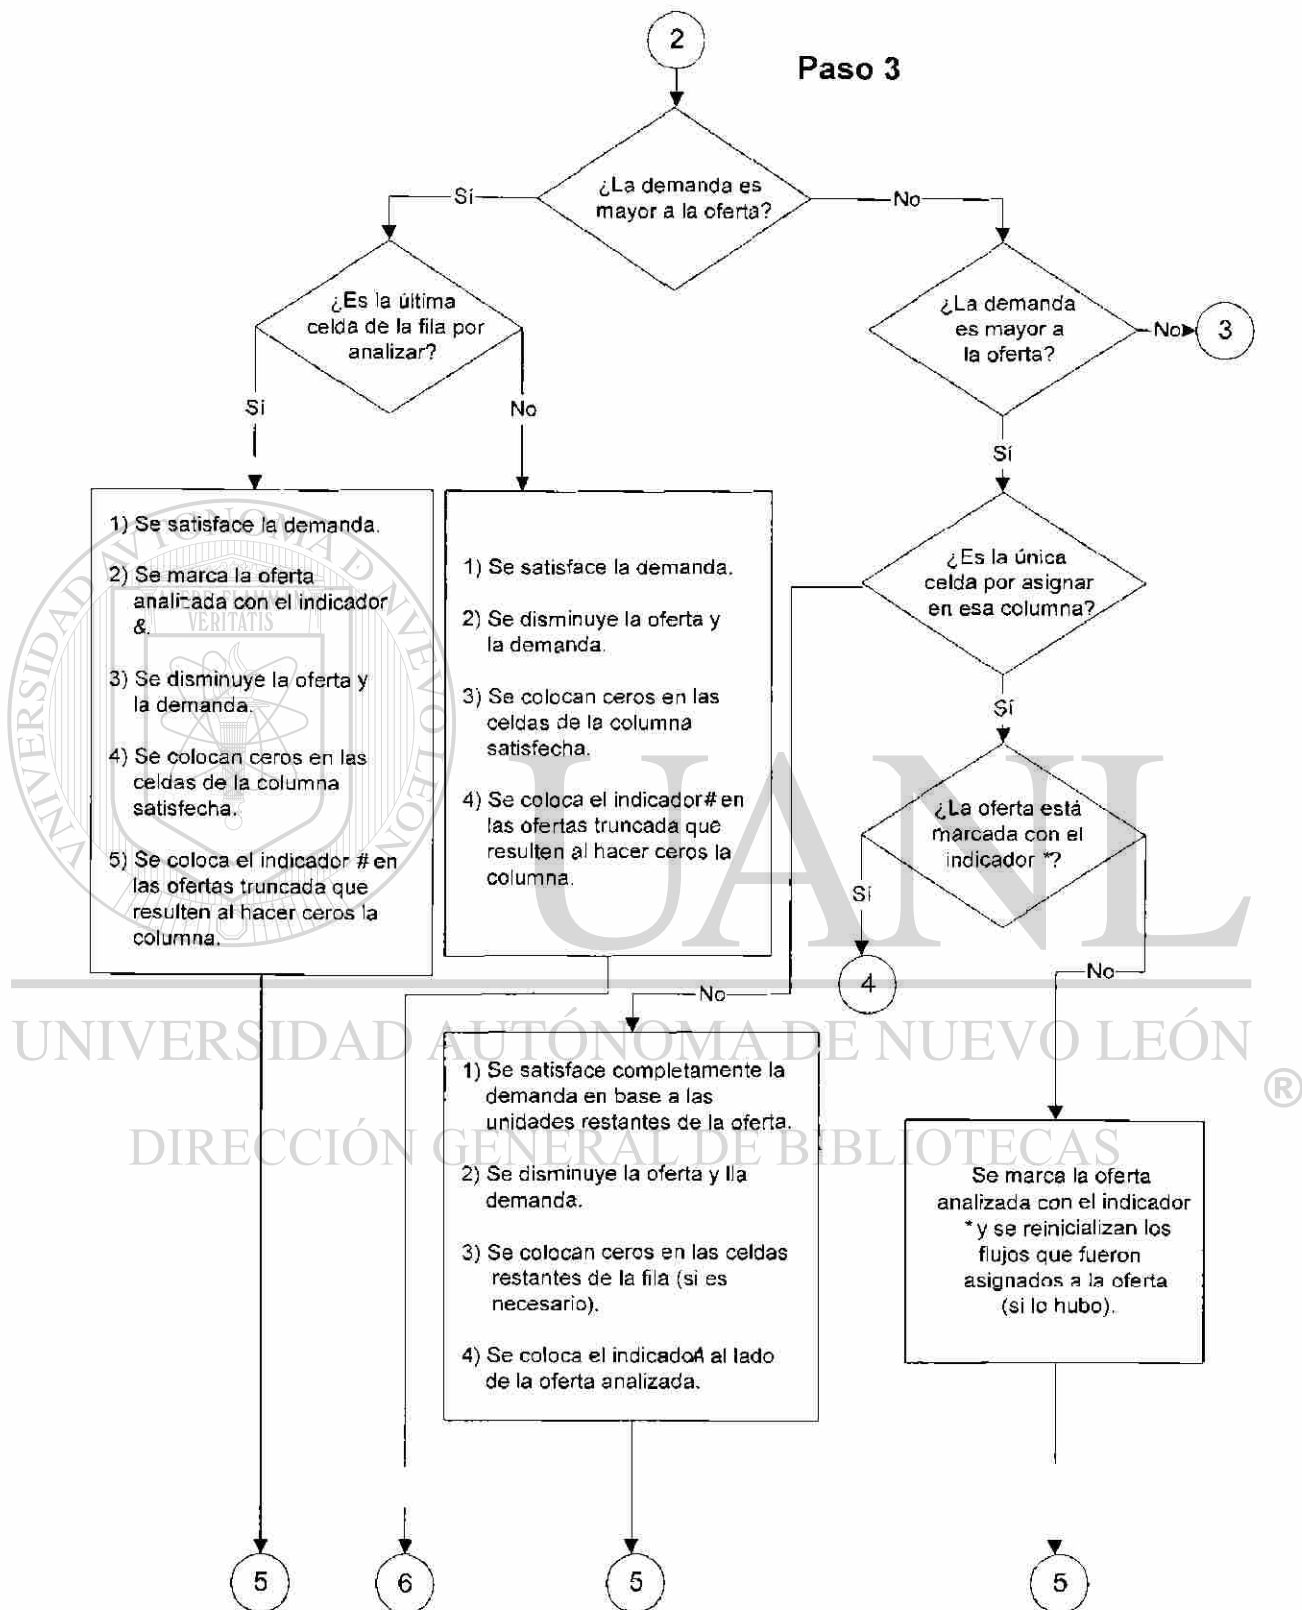 2
Paso 3
¿La demanda es
mayor a la oferta?
Sí
No
¿Es la última
celda de la fila por
analizar?
¿La demanda
es mayor a
la oferta?
No
3
Sí
No
Sí
1) Se satisface la demanda.
2) Se marca la oferta
analizada con el indicador
&.
3) Se disminuye la oferta y
la demanda.
4) Se colocan ceros en las
celdas de la columna
satisfecha.
5) Se coloca el indicador # en
las ofertas truncada que
resulten al hacer ceros la
columna.
1) Se satisface la demanda.
2) Se disminuye la oferta y
la demanda.
3) Se colocan ceros en las
celdas de la columna
satisfecha.
4) Se coloca el indicador # en
las ofertas truncada que
resulten al hacer ceros la
columna.
¿Es la única
celda por asignar
en esa columna?
Sí
¿La oferta está
marcada con el
indicador *?
Sí
4
No
No
1) Se satisface completamente la
demanda en base a las
unidades restantes de la oferta.
2) Se disminuye la oferta y lla
demanda.
3) Se colocan ceros en las celdas
restantes de la fila (si es
necesario).
4) Se coloca el indicadoA al lado
de la oferta analizada.
Se marca la oferta
analizada con el indicador
* y se reinicializan los
flujos que fueron
asignados a la oferta
(si lo hubo).
5
6
5
5
UNIVERSIDAD AUTONOMA DE NUEVO LEON
VERITATIS
UANL
UNIVERSIDAD AUTÓNOMA DE NUEVO LEÓN
®
DIRECCIÓN GENERAL DE BIBLIOTECAS